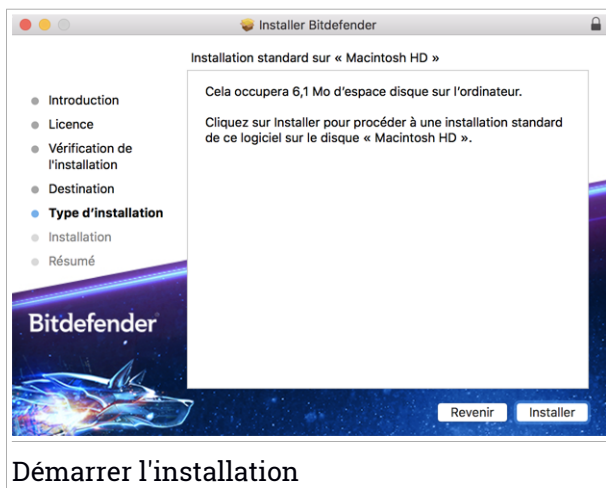 Installer Bitdefender
Installation standard sur « Macintosh HD »
Introduction
Licence
Vérification de
l'installation
Destination
Type d’installation
Installation
Résumé
Cela occupera 6,1 Mo d’espace disque sur l’ordinateur.
Cliquez sur Installer pour procéder à une installation standard
de ce logiciel sur le disque « Macintosh HD ».
Bitdefender
Revenir
Installer
Démarrer l'installation